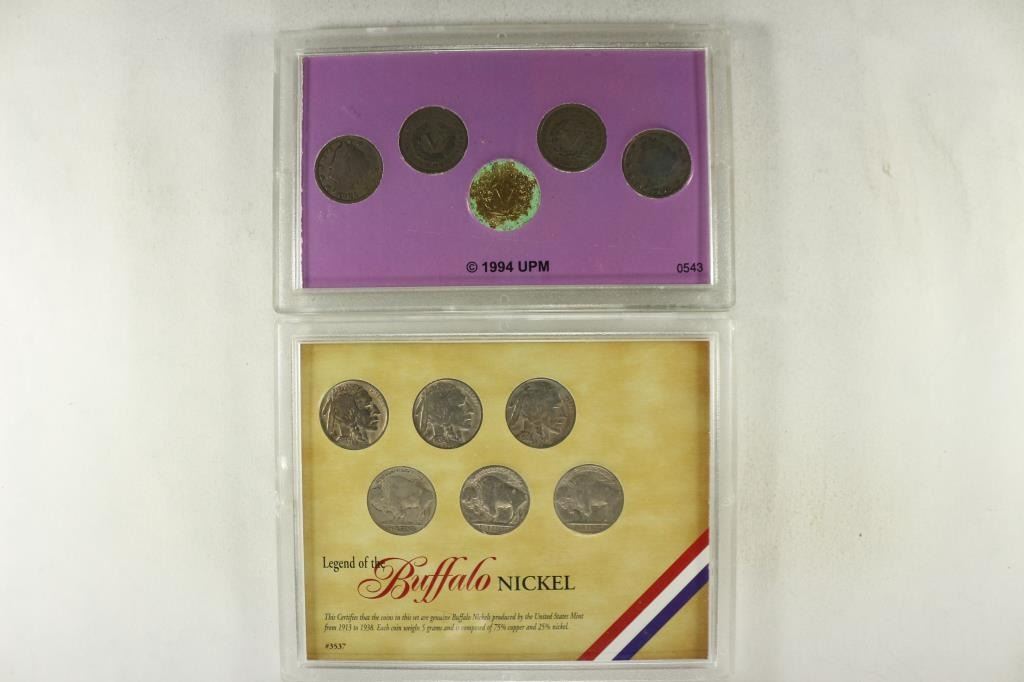 © 1994 UPM
0543
Legend of the
Buffalo NICKEL
This Certifies that the coins in this set are genuine Buffalo Nickels produced by the United States Mint
from 1913 to 1938. Each coin weighs 5 grams and is composed of 75% copper and 25% nickel.
#3537